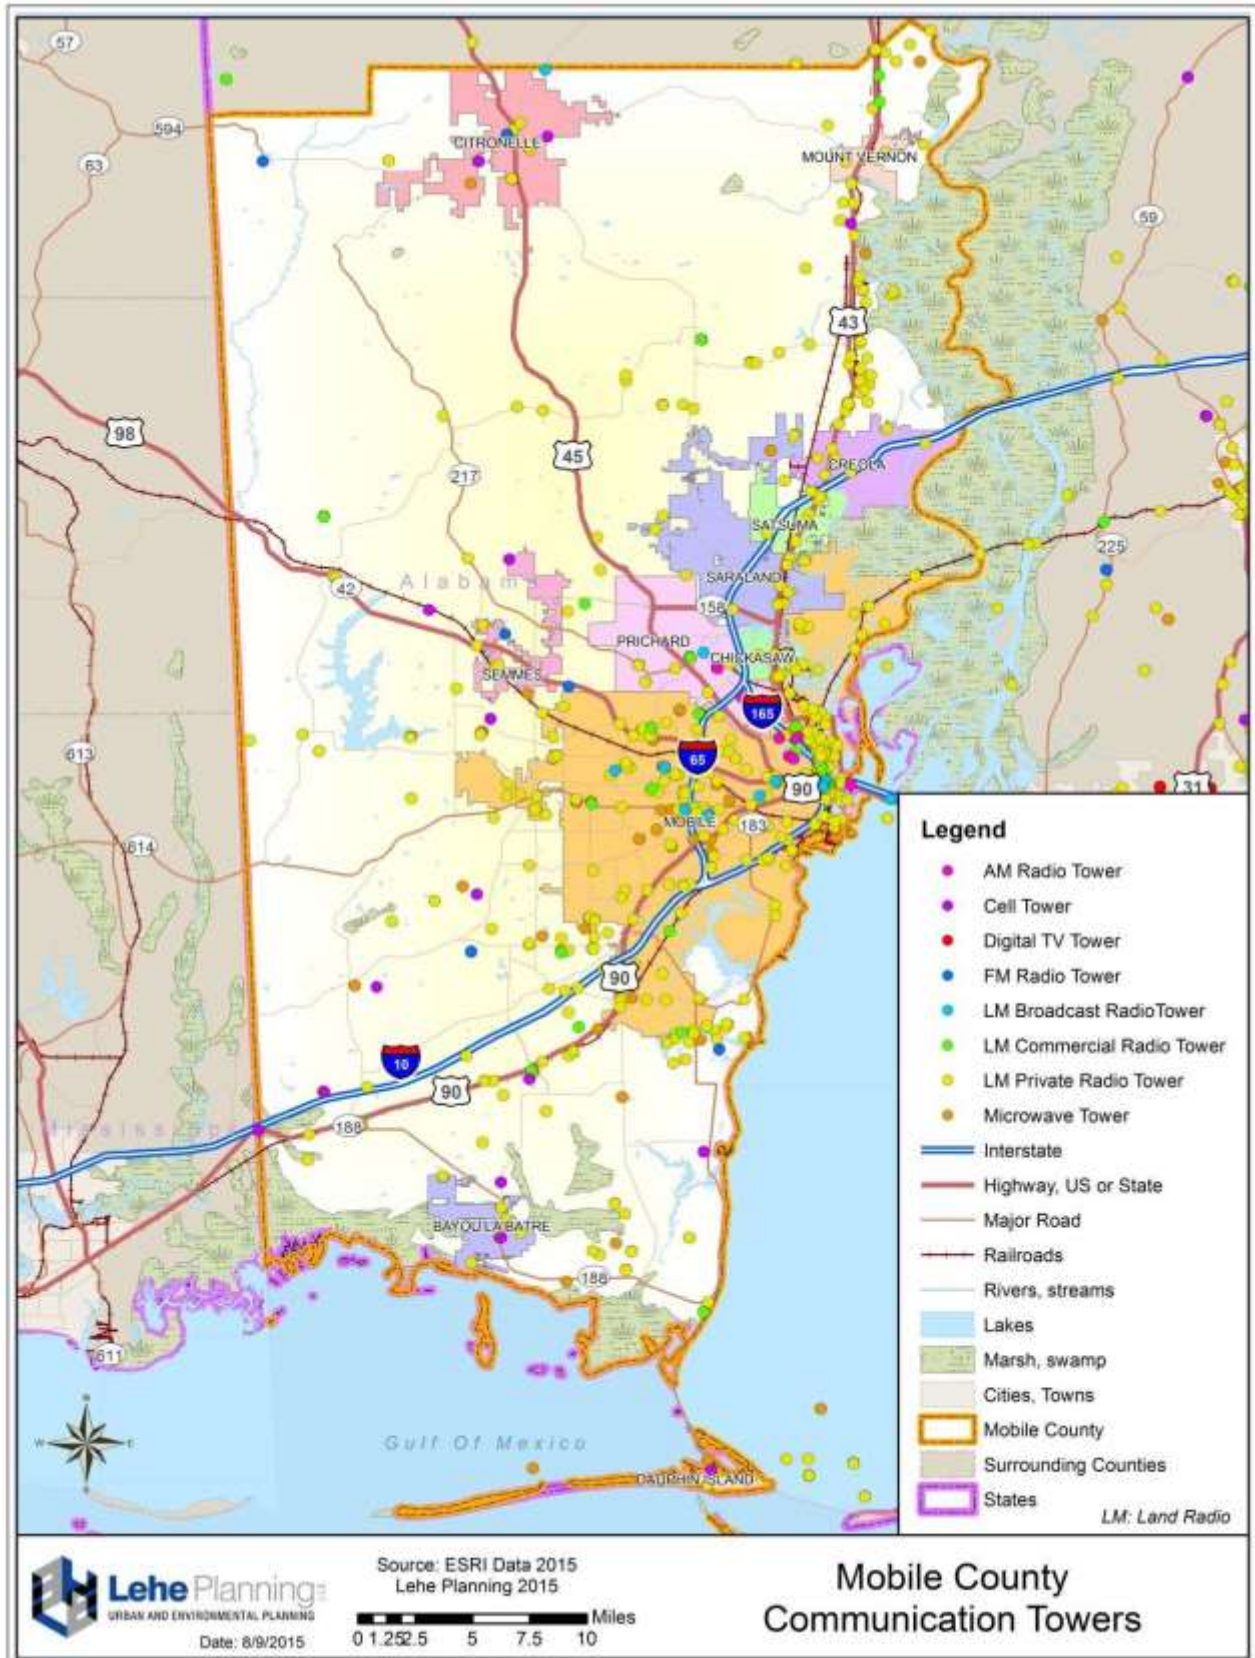 57
594
CITRONELLE
MOUNT VERNON
63
59
43
98
45
217
CREOLA
SATSUMA
225
Alabama
42
SARALAND
158
PRICHARD
CHICKASAW
SEMMES
165
613
65
90
31
MOBILE
183
614
90
10
90
188
BAYOU LA BATRE
188
611
Gulf Of Mexico
DAUPHIN ISLAND
N
W
E
S
Legend
AM Radio Tower
Cell Tower
Digital TV Tower
FM Radio Tower
LM Broadcast RadioTower
LM Commercial Radio Tower
LM Private Radio Tower
Microwave Tower
Interstate
Highway, US or State
Major Road
Railroads
Rivers, streams
Lakes
Marsh, swamp
Cities, Towns
Mobile County
Surrounding Counties
States
LM: Land Radio
Lehe Planning
URBAN AND ENVIRONMENTAL PLANNING
Date: 8/9/2015
Source: ESRI Data 2015
Lehe Planning 2015
Miles
0 1.25 2.5 5 7.5 10
Mobile County
Communication Towers